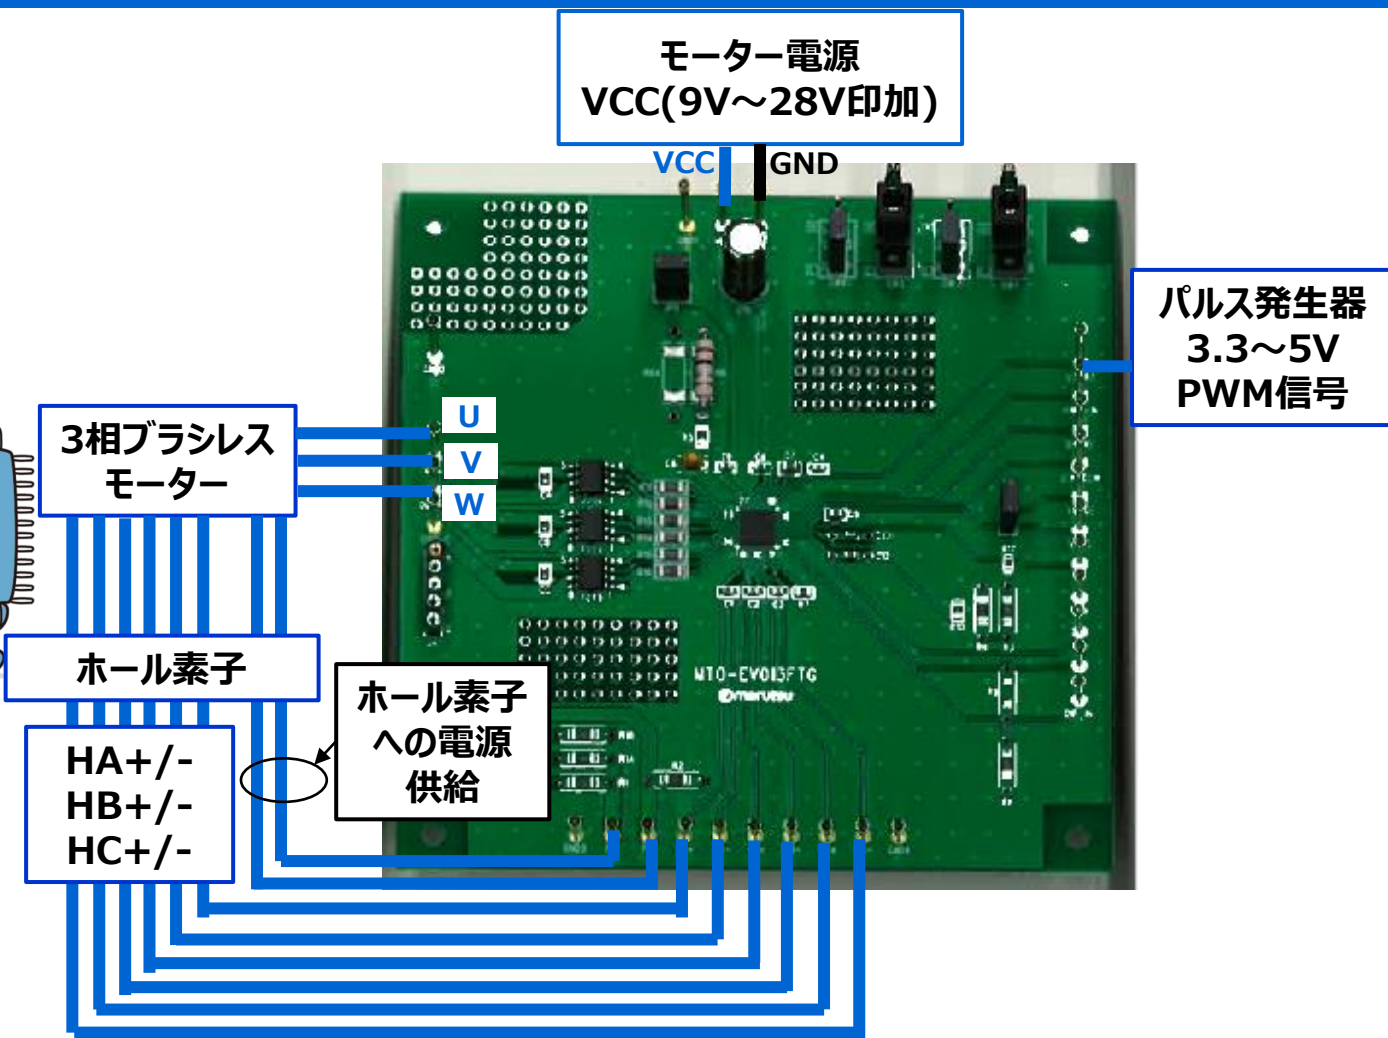 モーター電源
VCC(9V～28V印加)
VCC
GND
パルス発生器
3.3～5V
PWM信号
3相ブラシレス
モーター
U
V
W
ホール素子
ホール素子
への電源
供給
HA+/-
HB+/-
HC+/-
MTO-EV013FTG
marutsu